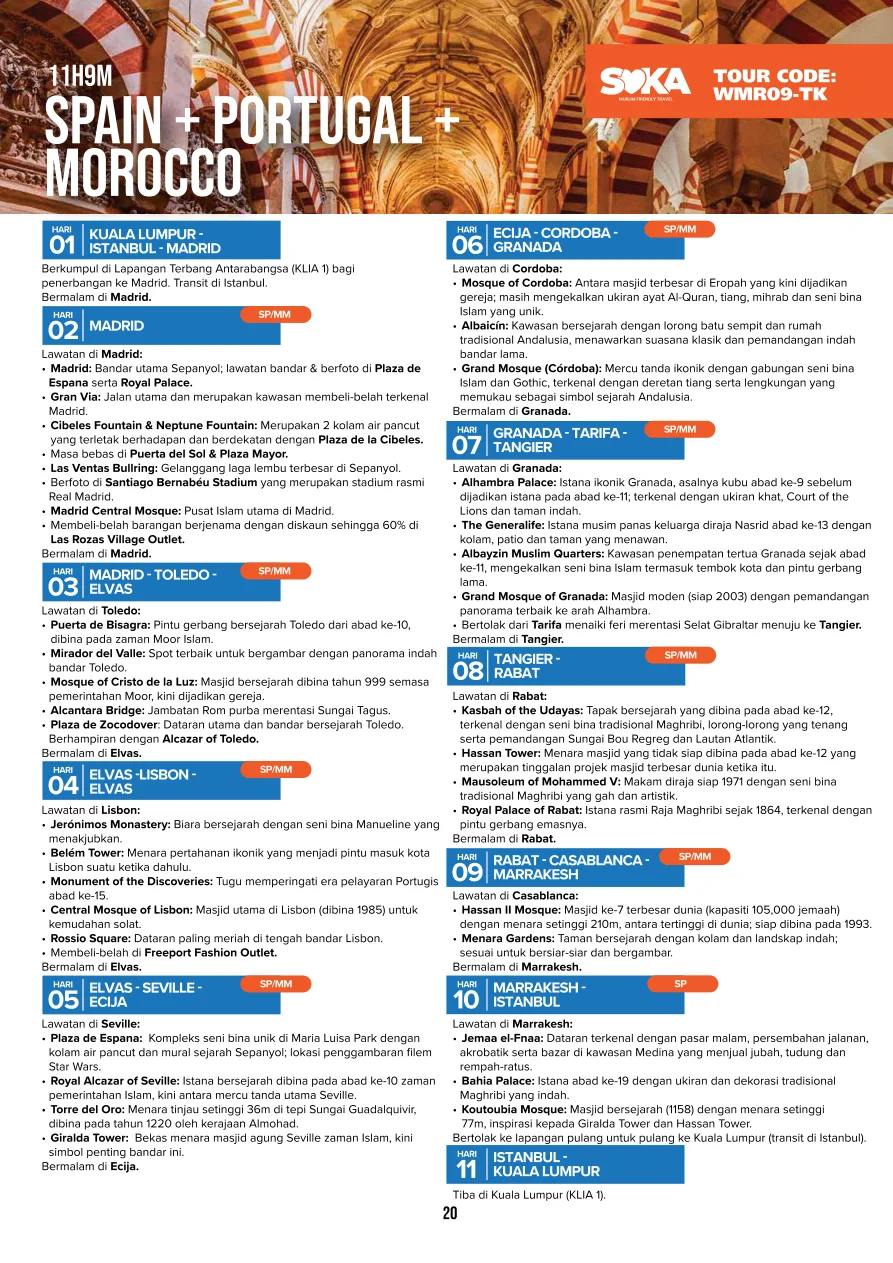 11H9M
SPAIN + PORTUGAL +
MOROCCO
SOKA
MUSLIM FRIENDLY TRAVEL
TOUR CODE:
WMR09-TK
HARI
01
KUALA LUMPUR -
ISTANBUL - MADRID
Berkumpul di Lapangan Terbang Antarabangsa (KLIA 1) bagi
penerbangan ke Madrid. Transit di Istanbul.
Bermalam di Madrid.
HARI
02
MADRID
SP/MM
Lawatan di Madrid:
• Madrid: Bandar utama Sepanyol; lawatan bandar & berfoto di Plaza de
Espana serta Royal Palace.
• Gran Via: Jalan utama dan merupakan kawasan membeli-belah terkenal
Madrid.
• Cibeles Fountain & Neptune Fountain: Merupakan 2 kolam air pancut
yang terletak berhadapan dan berdekatan dengan Plaza de la Cibeles.
• Masa bebas di Puerta del Sol & Plaza Mayor.
• Las Ventas Bullring: Gelanggang laga lembu terbesar di Sepanyol.
• Berfoto di Santiago Bernabéu Stadium yang merupakan stadium rasmi
Real Madrid.
• Madrid Central Mosque: Pusat Islam utama di Madrid.
• Membeli-belah barangan berjenama dengan diskaun sehingga 60% di
Las Rozas Village Outlet.
Bermalam di Madrid.
HARI
03
MADRID - TOLEDO -
ELVAS
SP/MM
Lawatan di Toledo:
• Puerta de Bisagra: Pintu gerbang bersejarah Toledo dari abad ke-10,
dibina pada zaman Moor Islam.
• Mirador del Valle: Spot terbaik untuk bergambar dengan panorama indah
bandar Toledo.
• Mosque of Cristo de la Luz: Masjid bersejarah dibina tahun 999 semasa
pemerintahan Moor, kini dijadikan gereja.
• Alcantara Bridge: Jambatan Rom purba merentasi Sungai Tagus.
• Plaza de Zocodover: Dataran utama dan bandar bersejarah Toledo.
Berhampiran dengan Alcazar of Toledo.
Bermalam di Elvas.
HARI
04
ELVAS -LISBON -
ELVAS
SP/MM
Lawatan di Lisbon:
• Jerónimos Monastery: Biara bersejarah dengan seni bina Manueline yang
menakjubkan.
• Belém Tower: Menara pertahanan ikonik yang menjadi pintu masuk kota
Lisbon suatu ketika dahulu.
• Monument of the Discoveries: Tugu memperingati era pelayaran Portugis
abad ke-15.
• Central Mosque of Lisbon: Masjid utama di Lisbon (dibina 1985) untuk
kemudahan solat.
• Rossio Square: Dataran paling meriah di tengah bandar Lisbon.
• Membeli-belah di Freeport Fashion Outlet.
Bermalam di Elvas.
HARI
05
ELVAS - SEVILLE -
ECIJA
SP/MM
Lawatan di Seville:
• Plaza de Espana: Kompleks seni bina unik di Maria Luisa Park dengan
kolam air pancut dan mural sejarah Sepanyol; lokasi penggambaran filem
Star Wars.
• Royal Alcazar of Seville: Istana bersejarah dibina pada abad ke-10 zaman
pemerintahan Islam, kini antara mercu tanda utama Seville.
• Torre del Oro: Menara tinjau setinggi 36m di tepi Sungai Guadalquivir,
dibina pada tahun 1220 oleh kerajaan Almohad.
• Giralda Tower: Bekas menara masjid agung Seville zaman Islam, kini
simbol penting bandar ini.
Bermalam di Ecija.
HARI
06
ECIJA - CORDOBA -
GRANADA
SP/MM
Lawatan di Cordoba:
• Mosque of Cordoba: Antara masjid terbesar di Eropah yang kini dijadikan
gereja; masih mengekalkan ukiran ayat Al-Quran, tiang, mihrab dan seni bina
Islam yang unik.
• Albaicín: Kawasan bersejarah dengan lorong batu sempit dan rumah
tradisional Andalusia, menawarkan suasana klasik dan pemandangan indah
bandar lama.
• Grand Mosque (Córdoba): Mercu tanda ikonik dengan gabungan seni bina
Islam dan Gothic, terkenal dengan deretan tiang serta lengkungan yang
memukau sebagai simbol sejarah Andalusia.
Bermalam di Granada.
HARI
07
GRANADA - TARIFA -
TANGIER
SP/MM
Lawatan di Granada:
• Alhambra Palace: Istana ikonik Granada, asalnya kubu abad ke-9 sebelum
dijadikan istana pada abad ke-11; terkenal dengan ukiran khat, Court of the
Lions dan taman indah.
• The Generalife: Istana musim panas keluarga diraja Nasrid abad ke-13 dengan
kolam, patio dan taman yang menawan.
• Albayzin Muslim Quarters: Kawasan penempatan tertua Granada sejak abad
ke-11, mengekalkan seni bina Islam termasuk tembok kota dan pintu gerbang
lama.
• Grand Mosque of Granada: Masjid moden (siap 2003) dengan pemandangan
panorama terbaik ke arah Alhambra.
• Bertolak dari Tarifa menaiki feri merentasi Selat Gibraltar menuju ke Tangier.
Bermalam di Tangier.
HARI
08
TANGIER -
RABAT
SP/MM
Lawatan di Rabat:
• Kasbah of the Udayas: Tapak bersejarah yang dibina pada abad ke-12,
terkenal dengan seni bina tradisional Maghribi, lorong-lorong yang tenang
serta pemandangan Sungai Bou Regreg dan Lautan Atlantik.
• Hassan Tower: Menara masjid yang tidak siap dibina pada abad ke-12 yang
merupakan tinggalan projek masjid terbesar dunia ketika itu.
• Mausoleum of Mohammed V: Makam diraja siap 1971 dengan seni bina
tradisional Maghribi yang gah dan artistik.
• Royal Palace of Rabat: Istana rasmi Raja Maghribi sejak 1864, terkenal dengan
pintu gerbang emasnya.
Bermalam di Rabat.
HARI
09
RABAT - CASABLANCA -
MARRAKESH
SP/MM
Lawatan di Casablanca:
• Hassan II Mosque: Masjid ke-7 terbesar dunia (kapasiti 105,000 jemaah)
dengan menara setinggi 210m, antara tertinggi di dunia; siap dibina pada 1993.
• Menara Gardens: Taman bersejarah dengan kolam dan landskap indah;
sesuai untuk bersiar-siar dan bergambar.
Bermalam di Marrakesh.
HARI
10
MARRAKESH -
ISTANBUL
SP
Lawatan di Marrakesh:
• Jemaa el-Fnaa: Dataran terkenal dengan pasar malam, persembahan jalanan,
akrobatik serta bazar di kawasan Medina yang menjual jubah, tudung dan
rempah-ratus.
• Bahia Palace: Istana abad ke-19 dengan ukiran dan dekorasi tradisional
Maghribi yang indah.
• Koutoubia Mosque: Masjid bersejarah (1158) dengan menara setinggi
77m, inspirasi kepada Giralda Tower dan Hassan Tower.
Bertolak ke lapangan pulang untuk pulang ke Kuala Lumpur (transit di Istanbul).
HARI
11
ISTANBUL -
KUALA LUMPUR
Tiba di Kuala Lumpur (KLIA 1).
20